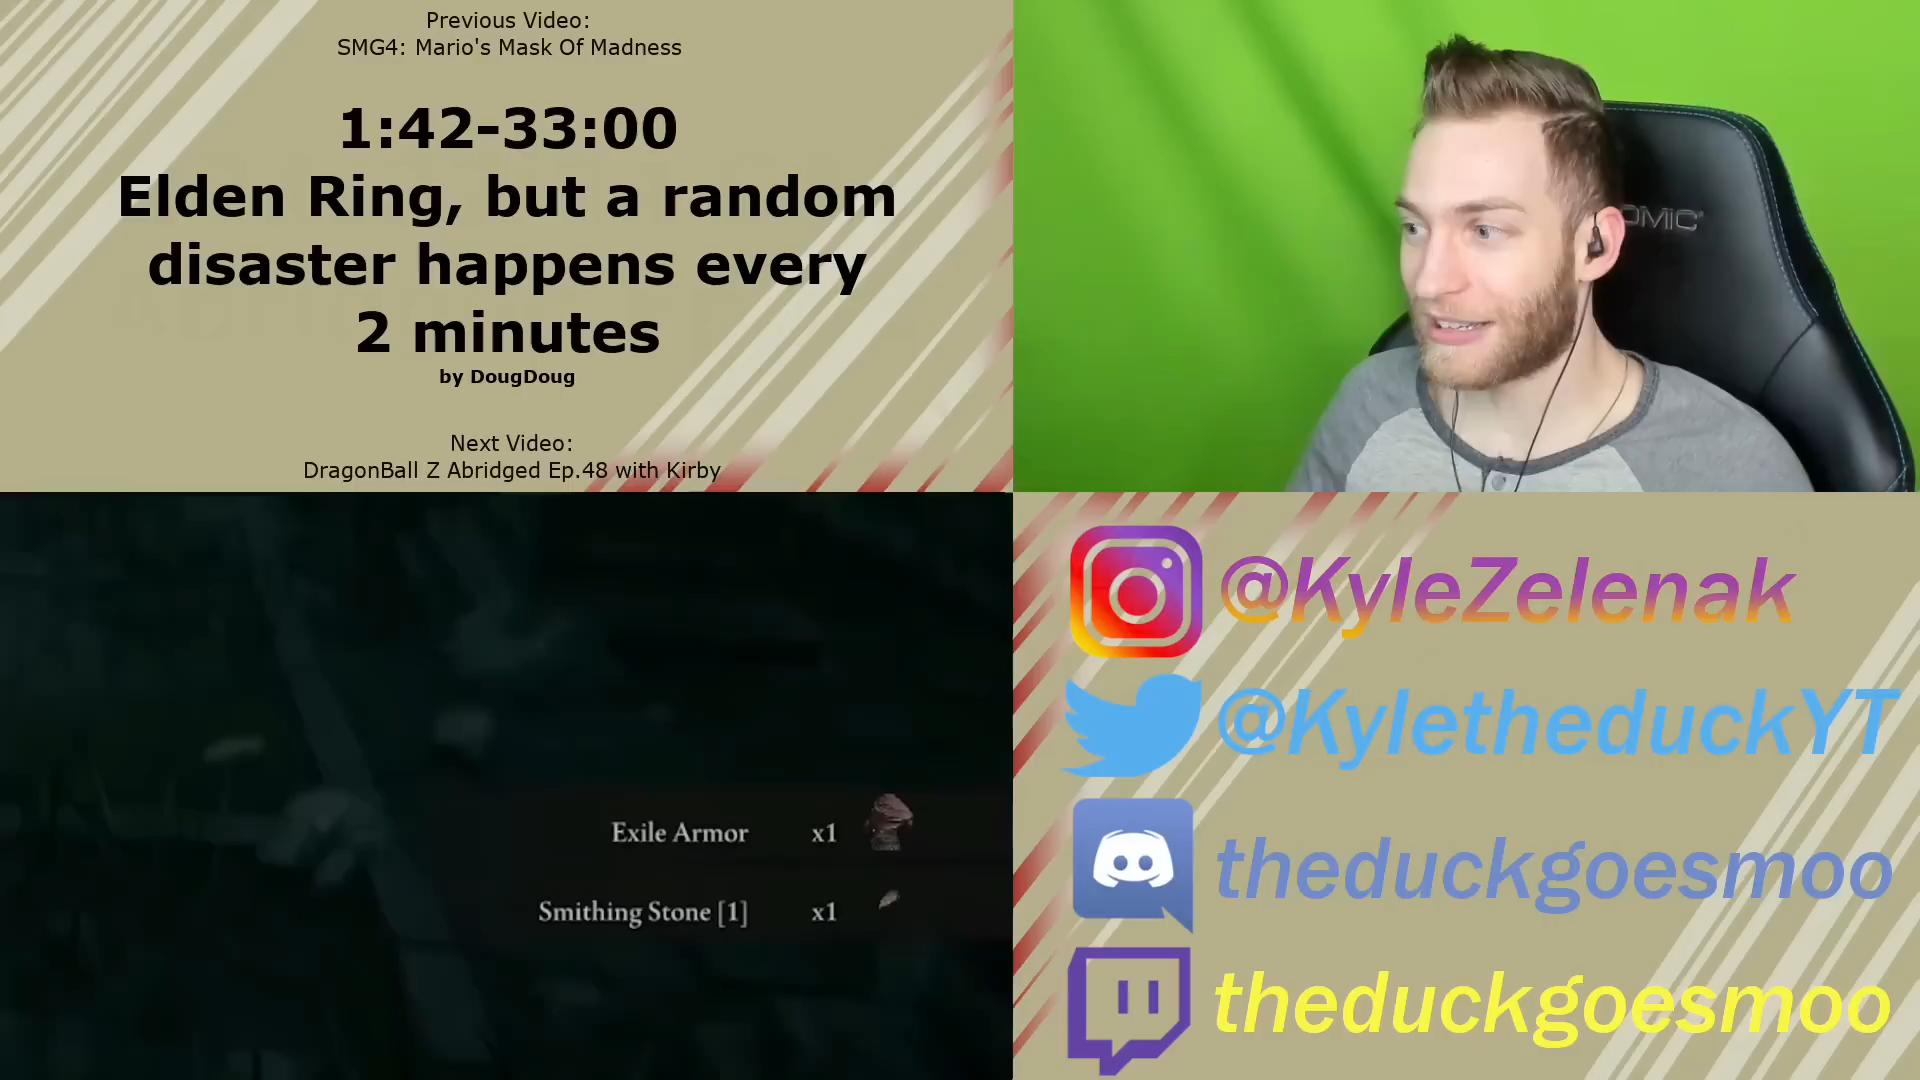 Previous Video:
SMG4: Mario's Mask Of Madness
1:42-33:00
Elden Ring, but a random
disaster happens every
2 minutes
by DougDoug
Next Video:
DragonBall Z Abridged Ep.48 with Kirby
OMIC
Exile Armor x1
Smithing Stone [1] x1
@KyleZelenak
@KyletheduckYT
theduckgoesmoo
theduckgoesmoo